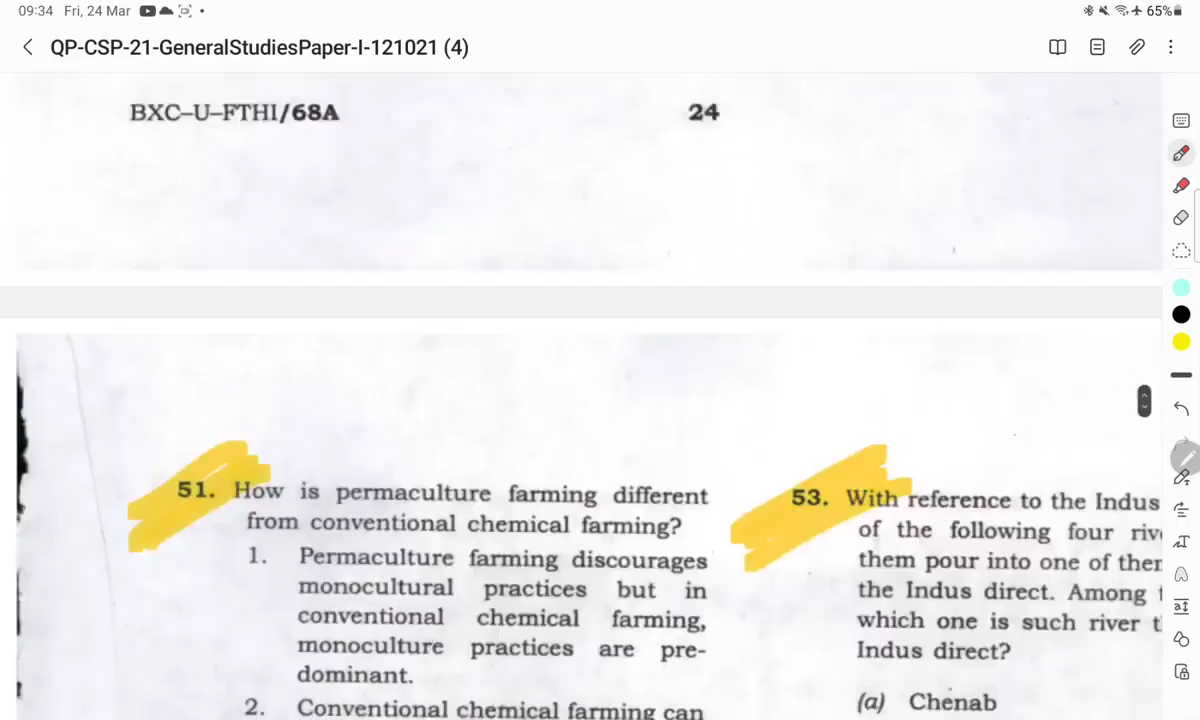 09:34 Fri, 24 Mar
65%
QP-CSP-21-GeneralStudiesPaper-I-121021 (4)
BXC–U–FTHI/68A
24
51. How is permaculture farming different
from conventional chemical farming?
1. Permaculture farming discourages
monocultural practices but in
conventional chemical farming,
monoculture practices are pre-
dominant.
2. Conventional chemical farming can
53. With reference to the Indus
of the following four
them pour into one of
the Indus direct. Among
which one is such river
Indus direct?
(a) Chenab